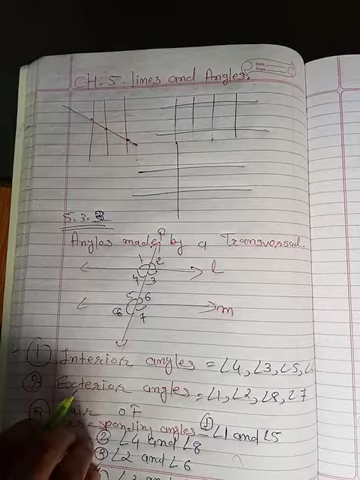 CH-5. Lines and Angles.
5.3.3
Angles made by a Transversal
1 2
4 3
l
5 6
8 7
m
① Interior angles = ∠4, ∠3, ∠5,
② Exterior angles = ∠1, ∠2, ∠8, ∠7
Pair of
Corresponding angles = ① ∠1 and ∠5
② ∠4 and ∠8
③ ∠2 and ∠6